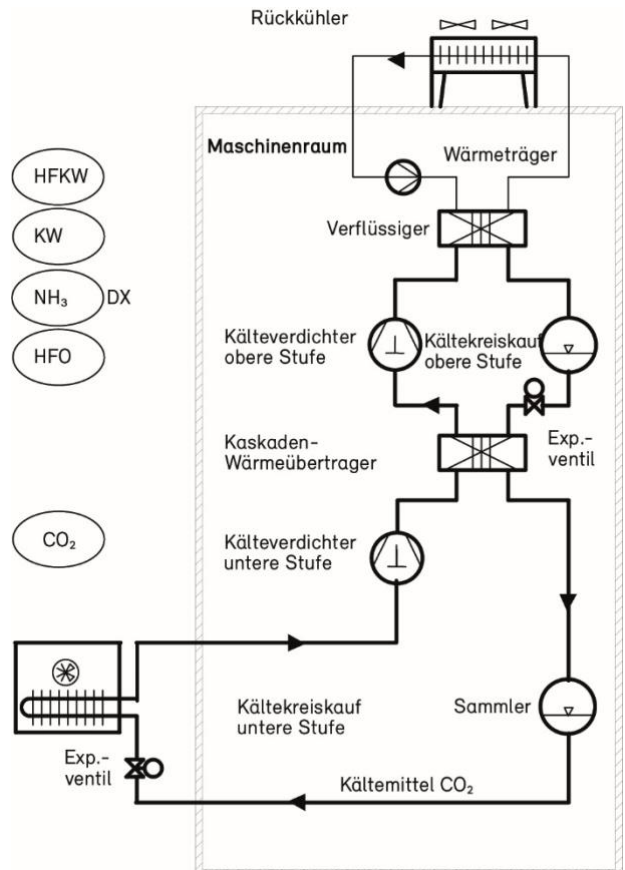 Rückkühler
Maschinenraum
Wärmeträger
HFKW
Verflüssiger
KW
NH₃ DX
HFO
Kälteverdichter
obere Stufe
Kältekreiskauf
obere Stufe
Kaskaden-
Wärmeübertrager
Exp.-
ventil
CO₂
Kälteverdichter
untere Stufe
Kältekreiskauf
untere Stufe
Sammler
Exp.-
ventil
Kältemittel CO₂